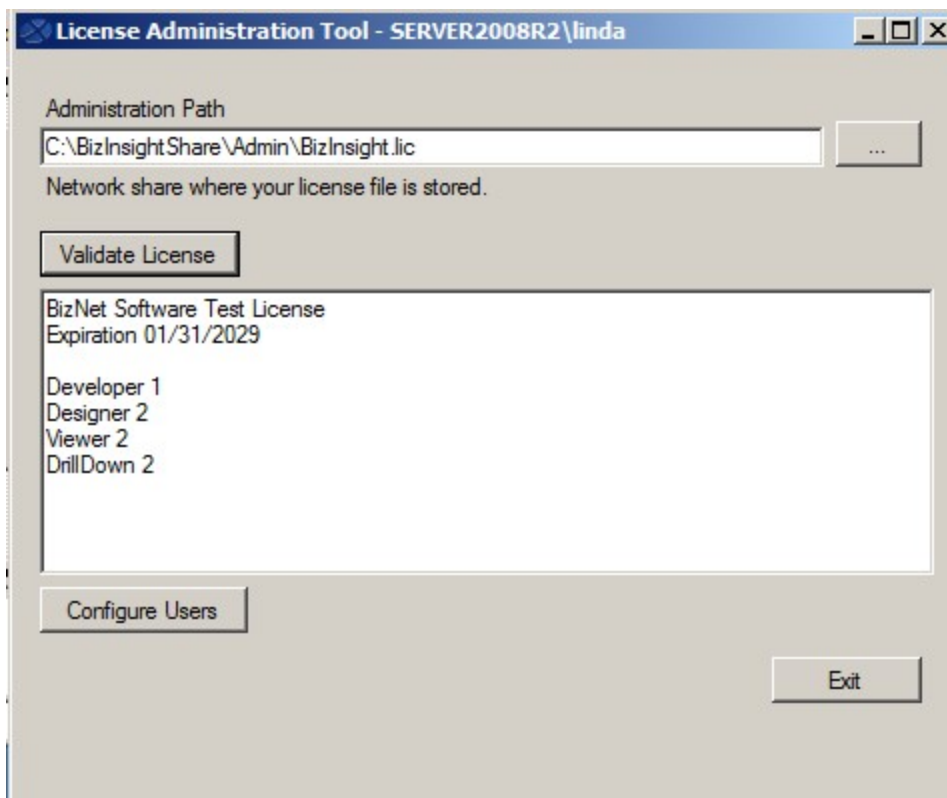 License Administration Tool - SERVER2008R2\linda
Administration Path
C:\BizInsightShare\Admin\BizInsight.lic
...
Network share where your license file is stored.
Validate License
BizNet Software Test License
Expiration 01/31/2029
Developer 1
Designer 2
Viewer 2
DrillDown 2
Configure Users
Exit